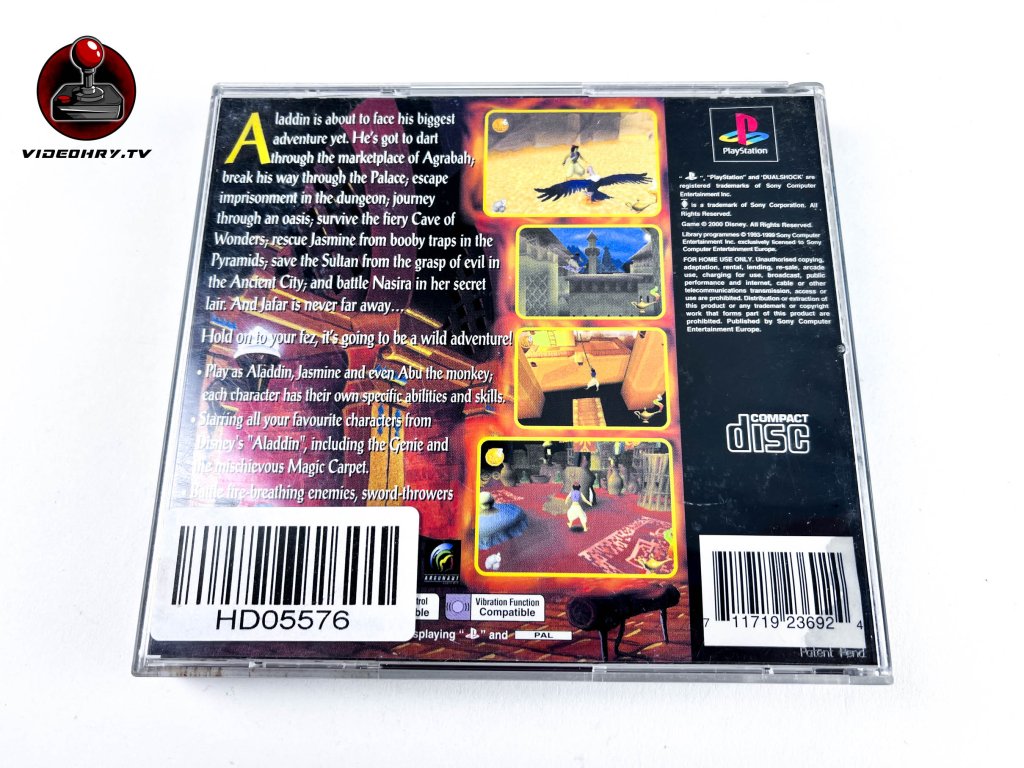 VIDEOHRY.TV
Aladdin is about to face his biggest
adventure yet. He's got to dart
through the marketplace of Agrabah;
break his way through the Palace; escape
imprisonment in the dungeon; journey
through an oasis; survive the fiery Cave of
Wonders; rescue Jasmine from booby traps in the
Pyramids; save the Sultan from the grasp of evil in
the Ancient City; and battle Nasira in her secret
lair. And Jafar is never far away...
Hold on to your fez, it's going to be a wild adventure!
• Play as Aladdin, Jasmine and even Abu the monkey;
each character has their own specific abilities and skills.
• Starring all your favourite characters from
Disney's "Aladdin", including the Genie and
the mischievous Magic Carpet.
Battle fire-breathing enemies, sword-throwers
HD05576
ARGONAUT
Vibration Function
Compatible
" and
PAL
PlayStation
" ", "PlayStation" and "DUALSHOCK" are
registered trademarks of Sony Computer
Entertainment Inc.
is a trademark of Sony Corporation. All
Rights Reserved.
Game © 2000 Disney. All Rights Reserved.
Library programmes © 1993-1999 Sony Computer
Entertainment Inc. exclusively licensed to Sony
Computer Entertainment Europe.
FOR HOME USE ONLY. Unauthorised copying,
adaptation, rental, lending, re-sale, arcade
use, charging for use, broadcast, public
performance and internet, cable or other
telecommunications transmission, access or
use are prohibited. Distribution or extraction of
this product or any trademark or copyright
work that forms part of this product are
prohibited. Published by Sony Computer
Entertainment Europe.
COMPACT
disc
7 11719 23692 4
Patent Pend